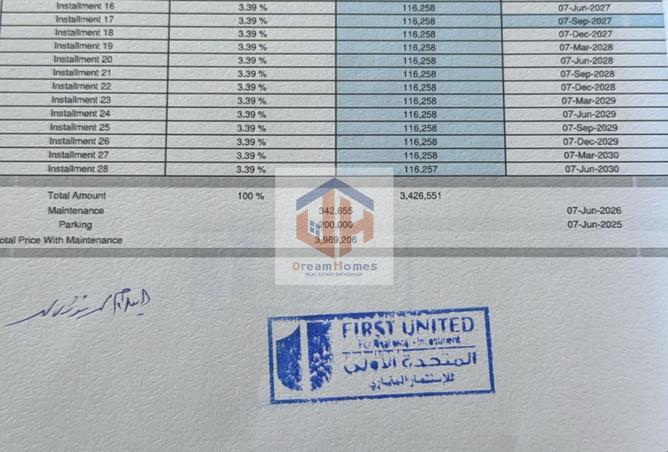 Installment 16 3.39 % 116,258 07-Jun-2027
Installment 17 3.39 % 116,258 07-Sep-2027
Installment 18 3.39 % 116,258 07-Dec-2027
Installment 19 3.39 % 116,258 07-Mar-2028
Installment 20 3.39 % 116,258 07-Jun-2028
Installment 21 3.39 % 116,258 07-Sep-2028
Installment 22 3.39 % 116,258 07-Dec-2028
Installment 23 3.39 % 116,258 07-Mar-2029
Installment 24 3.39 % 116,258 07-Jun-2029
Installment 25 3.39 % 116,258 07-Sep-2029
Installment 26 3.39 % 116,258 07-Dec-2029
Installment 27 3.39 % 116,258 07-Mar-2030
Installment 28 3.39 % 116,257 07-Jun-2030
Total Amount 100 % 3,426,551
Maintenance 342,655 07-Jun-2026
Parking 200,000 07-Jun-2025
otal Price With Maintenance 3,969,206
DreamHomes
REAL ESTATE BROKERAGE
FIRST UNITED
Investment
المتحدة الأولى
للإستثمار العقاري